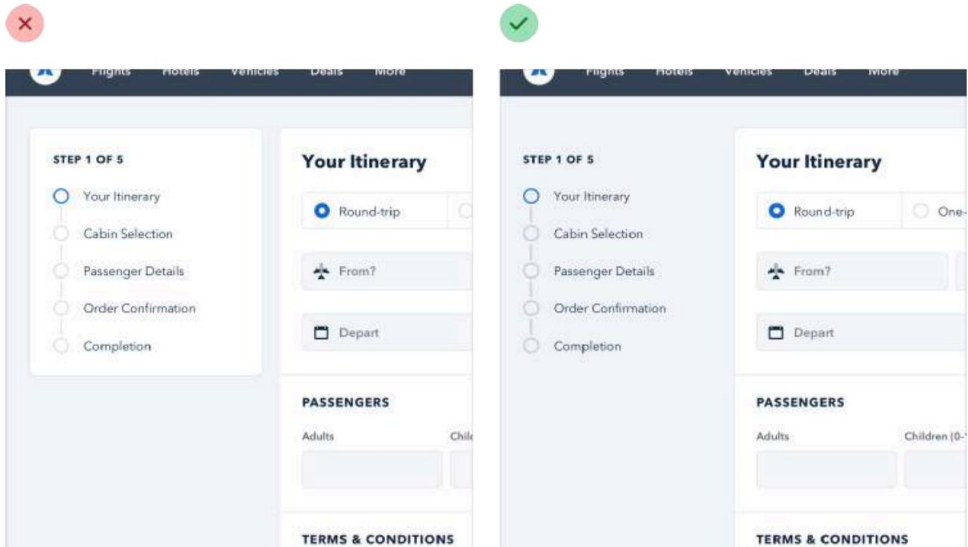 Flights Hotels Vehicles Deals More
STEP 1 OF 5
Your Itinerary
Cabin Selection
Passenger Details
Order Confirmation
Completion
Your Itinerary
Round-trip
From?
Depart
PASSENGERS
Adults
TERMS & CONDITIONS
Flights Hotels Vehicles Deals More
STEP 1 OF 5
Your Itinerary
Cabin Selection
Passenger Details
Order Confirmation
Completion
Your Itinerary
Round-trip One-
From?
Depart
PASSENGERS
Adults Children (0-
TERMS & CONDITIONS